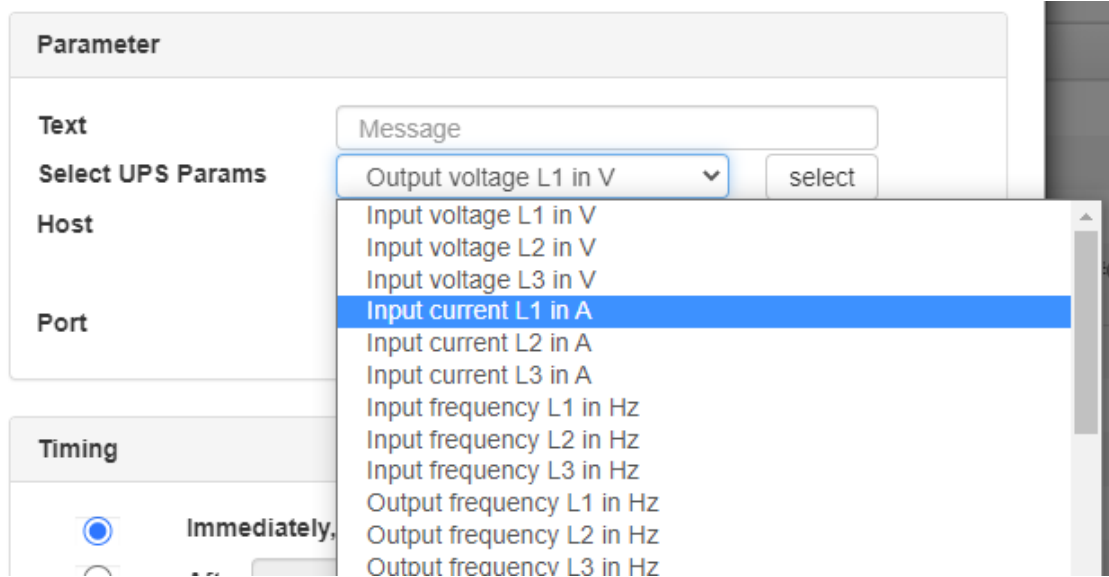 Parameter
Text Message
Select UPS Params Output voltage L1 in V select
Host Input voltage L1 in V
Input voltage L2 in V
Input voltage L3 in V
Port Input current L1 in A
Input current L2 in A
Input current L3 in A
Input frequency L1 in Hz
Timing Input frequency L2 in Hz
Input frequency L3 in Hz
Output frequency L1 in Hz
Immediately, Output frequency L2 in Hz
Output frequency L3 in Hz